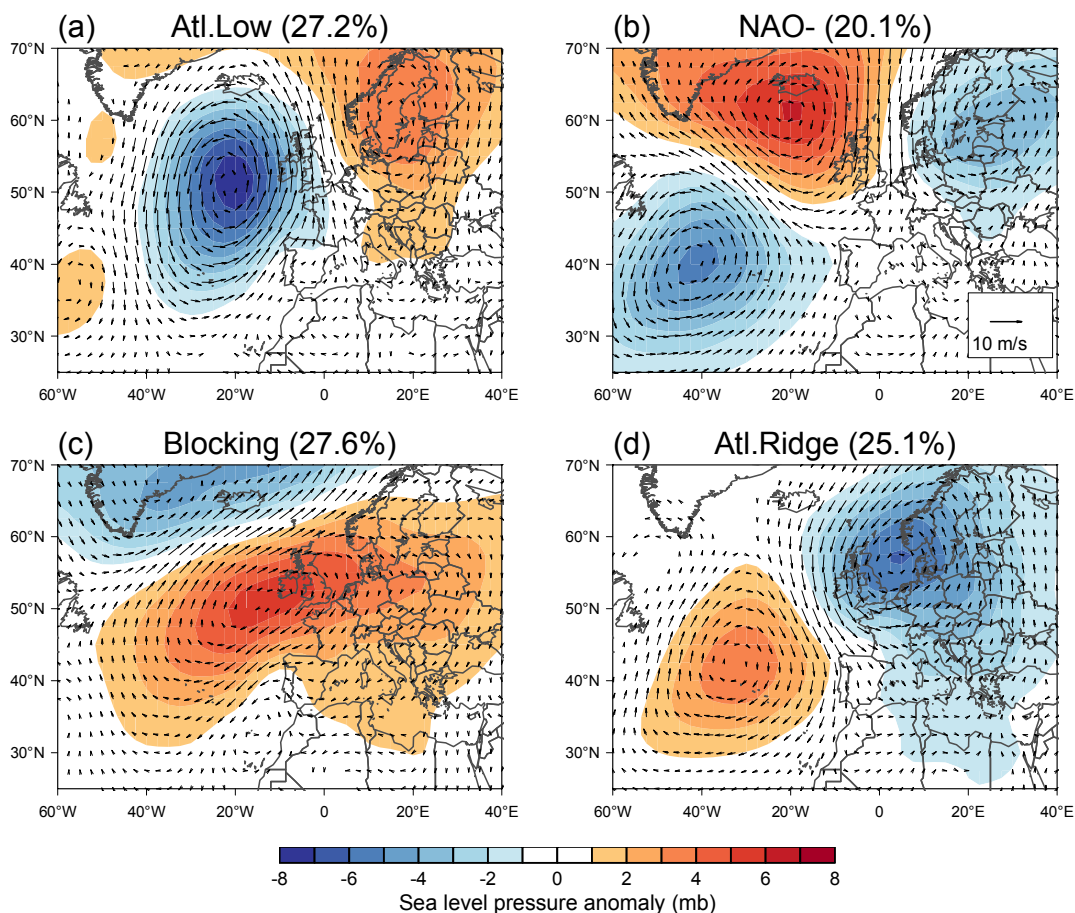 (a) Atl.Low (27.2%)
(b) NAO- (20.1%)
70°N
60°N
50°N
40°N
30°N
60°W 40°W 20°W 0° 20°E 40°E
70°N
60°N
50°N
40°N
30°N
10 m/s
60°W 40°W 20°W 0° 20°E 40°E
(c) Blocking (27.6%)
(d) Atl.Ridge (25.1%)
70°N
60°N
50°N
40°N
30°N
60°W 40°W 20°W 0° 20°E 40°E
70°N
60°N
50°N
40°N
30°N
60°W 40°W 20°W 0° 20°E 40°E
-8 -6 -4 -2 0 2 4 6 8
Sea level pressure anomaly (mb)